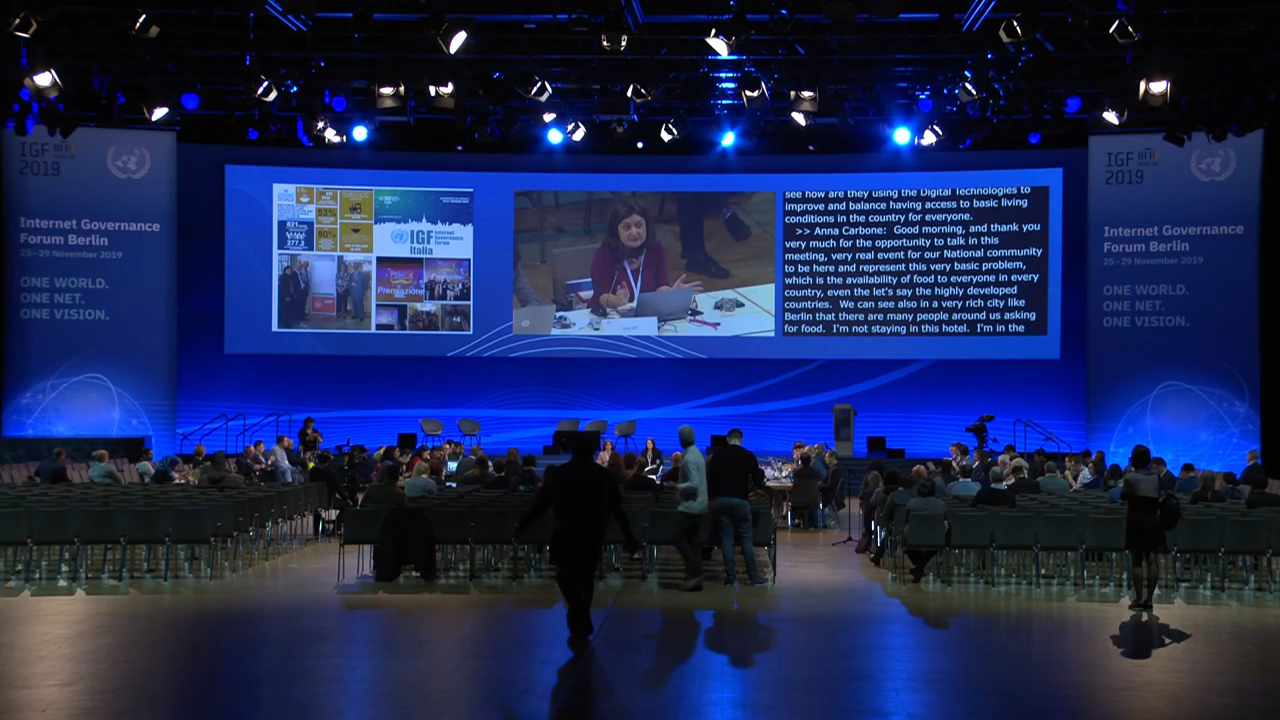 IGF
2019
Internet Governance
Forum Berlin
25–29 November 2019
ONE WORLD.
ONE NET.
ONE VISION.
53%
821
80%
277.2
IGF
Internet
Governance
Forum
Italia
Premiazione
see how are they using the Digital Technologies to
improve and balance having access to basic living
conditions in the country for everyone.
>> Anna Carbone: Good morning, and thank you
very much for the opportunity to talk in this
meeting, very real event for our National community
to be here and represent this very basic problem,
which is the availability of food to everyone in every
country, even the let's say the highly developed
countries. We can see also in a very rich city like
Berlin that there are many people around us asking
for food. I'm not staying in this hotel. I'm in the
IGF
2019
Internet Governance
Forum Berlin
25–29 November 2019
ONE WORLD.
ONE NET.
ONE VISION.